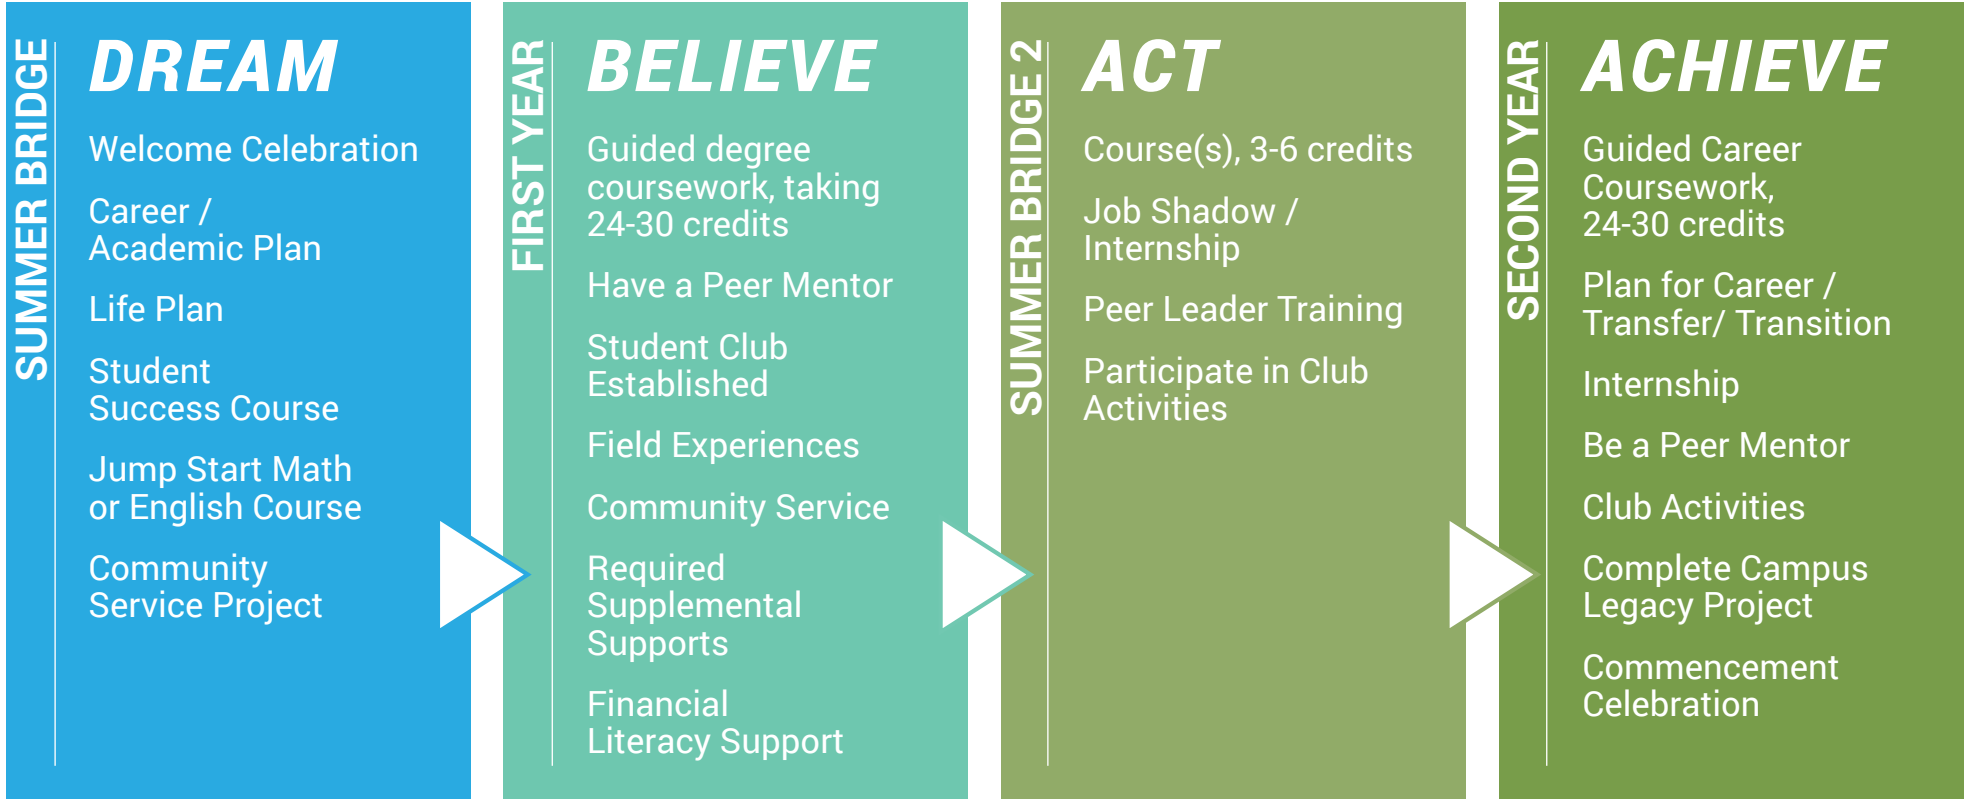 SUMMER BRIDGE
DREAM
Welcome Celebration
Career /
Academic Plan
Life Plan
Student
Success Course
Jump Start Math
or English Course
Community
Service Project
FIRST YEAR
BELIEVE
Guided degree
coursework, taking
24-30 credits
Have a Peer Mentor
Student Club
Established
Field Experiences
Community Service
Required
Supplemental
Supports
Financial
Literacy Support
SUMMER BRIDGE 2
ACT
Course(s), 3-6 credits
Job Shadow /
Internship
Peer Leader Training
Participate in Club
Activities
SECOND YEAR
ACHIEVE
Guided Career
Coursework,
24-30 credits
Plan for Career /
Transfer/ Transition
Internship
Be a Peer Mentor
Club Activities
Complete Campus
Legacy Project
Commencement
Celebration